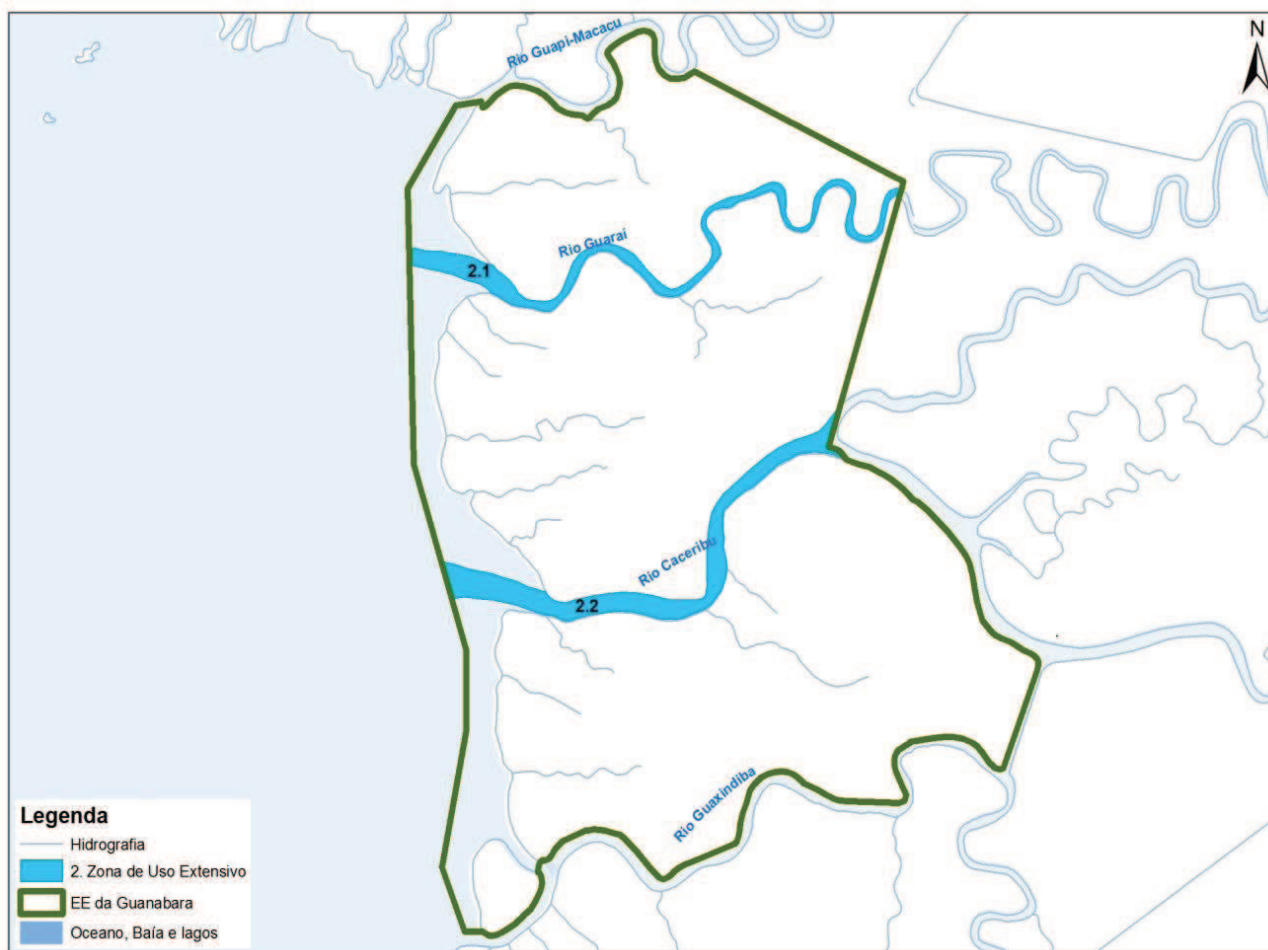 Rio Guapi-Macacu
N
Rio Guarai
2.1
Rio Caceribu
2.2
Rio Guaxindiba
Legenda
Hidrografia
2. Zona de Uso Extensivo
EE da Guanabara
Oceano, Baía e lagos